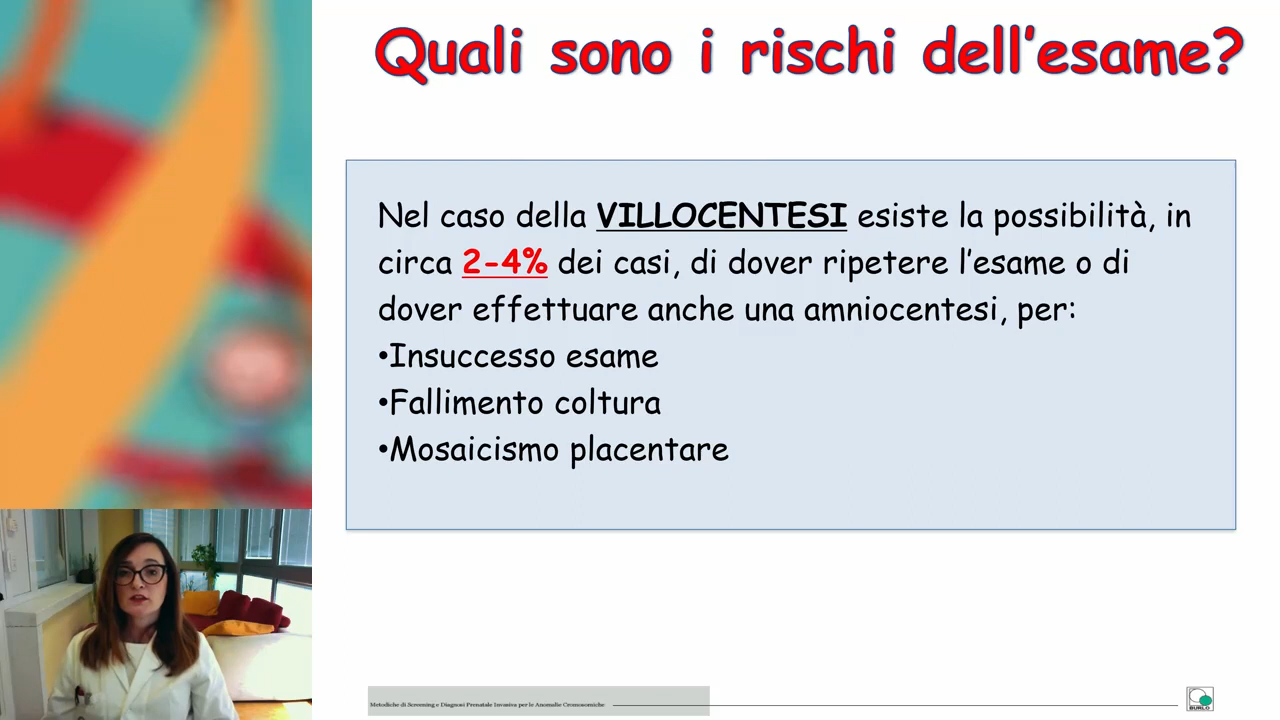 Quali sono i rischi dell'esame?
Nel caso della VILLOCENTESI esiste la possibilità, in
circa 2-4% dei casi, di dover ripetere l'esame o di
dover effettuare anche una amniocentesi, per:
•Insuccesso esame
•Fallimento coltura
•Mosaicismo placentare
Metodiche di Screening e Diagnosi Prenatale Invasiva per le Anomalie Cromosomiche
BURLO